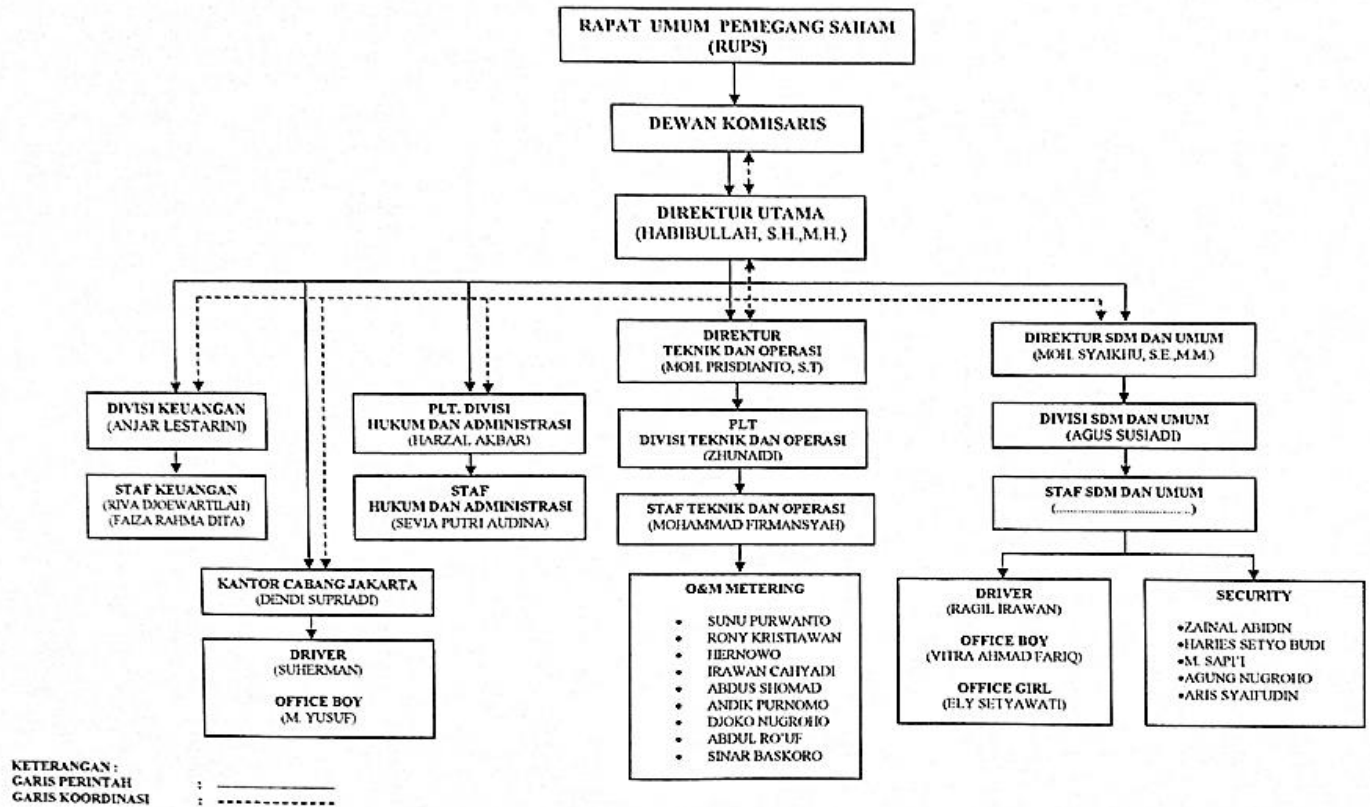 RAPAT UMUM PEMEGANG SAHAM
(RUPS)
DEWAN KOMISARIS
DIREKTUR UTAMA
(HABIBULLAH, S.H.,M.H.)
DIREKTUR
TEKNIK DAN OPERASI
(MOH. PRISDIANTO, S.T)
DIREKTUR SDM DAN UMUM
(MOH. SYAIKHU, S.E.,M.M.)
DIVISI KEUANGAN
(ANJAR LESTARINI)
PLT. DIVISI
HUKUM DAN ADMINISTRASI
(HARZAL AKBAR)
PLT
DIVISI TEKNIK DAN OPERASI
(ZHUNAIDI)
DIVISI SDM DAN UMUM
(AGUS SUSIADI)
STAF KEUANGAN
(RIVA DJOEWARTILAH)
(FAIZA RAHMA DITA)
STAF
HUKUM DAN ADMINISTRASI
(SEVIA PUTRI AUDINA)
STAF TEKNIK DAN OPERASI
(MOHAMMAD FIRMANSYAH)
STAF SDM DAN UMUM
(....................................)
KANTOR CABANG JAKARTA
(DENDI SUPRIADI)
DRIVER
(SUHERMAN)
OFFICE BOY
(M. YUSUF)
O&M METERING
• SUNU PURWANTO
• RONY KRISTIAWAN
• HERNOWO
• IRAWAN CAHYADI
• ABDUS SHOMAD
• ANDIK PURNOMO
• DJOKO NUGROHO
• ABDUL RO'UF
• SINAR BASKORO
DRIVER
(RAGIL IRAWAN)
OFFICE BOY
(VITRA AHMAD FARIQ)
OFFICE GIRL
(ELY SETYAWATI)
SECURITY
•ZAINAL ABIDIN
•HARIES SETYO BUDI
•M. SAPI'I
•AGUNG NUGROHO
•ARIS SYAIFUDIN
KETERANGAN :
GARIS PERINTAH :
GARIS KOORDINASI :